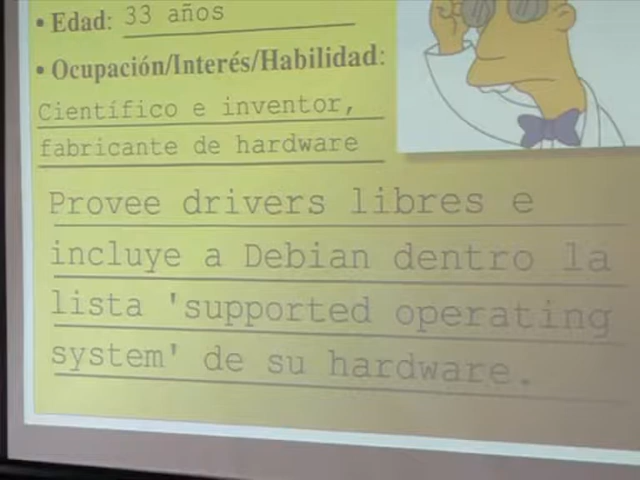 • Edad: 33 años
• Ocupación/Interés/Habilidad:
Científico e inventor,
fabricante de hardware
Provee drivers libres e
incluye a Debian dentro la
lista 'supported operating
system' de su hardware.